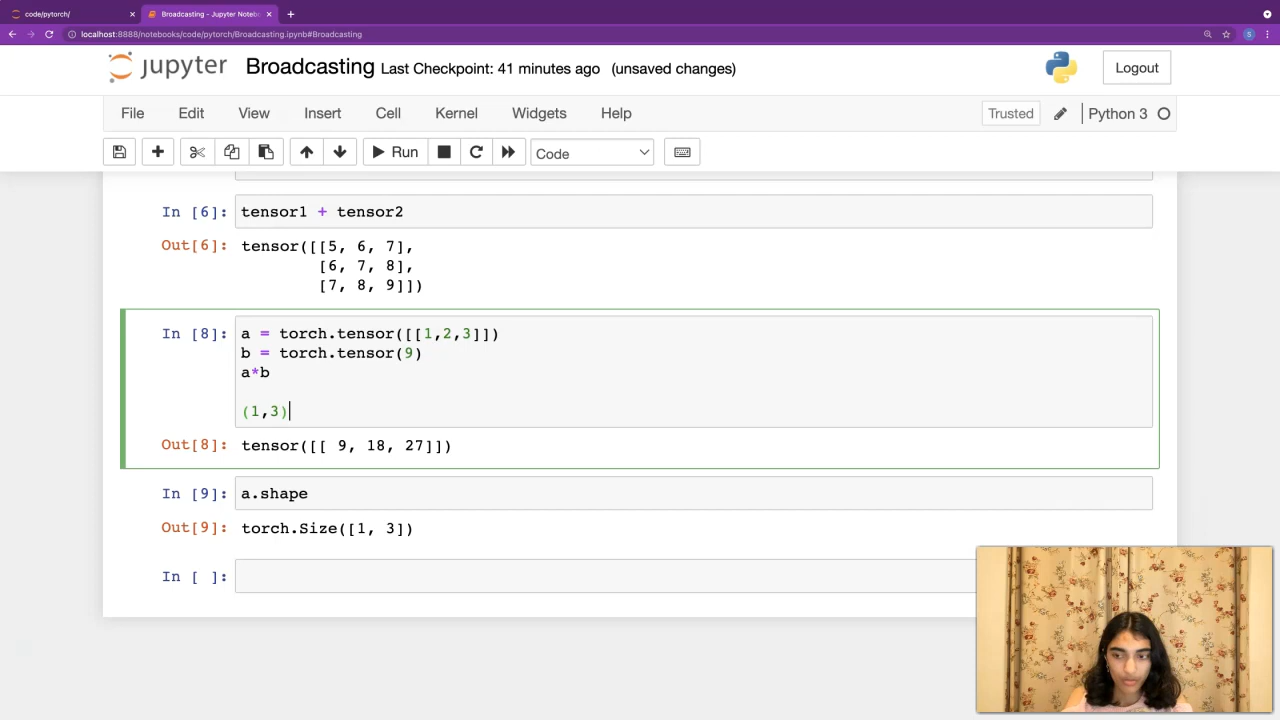 code/pytorch/
Broadcasting - Jupyter Noteb
localhost:8888/notebooks/code/pytorch/Broadcasting.ipynb#Broadcasting
S
jupyter Broadcasting Last Checkpoint: 41 minutes ago (unsaved changes)
Logout
File Edit View Insert Cell Kernel Widgets Help
Trusted
Python 3
Run
Code
In [6]: tensor1 + tensor2
Out[6]: tensor([[5, 6, 7],
[6, 7, 8],
[7, 8, 9]])
In [8]: a = torch.tensor([[1,2,3]])
b = torch.tensor(9)
a*b
(1,3)
Out[8]: tensor([[ 9, 18, 27]])
In [9]: a.shape
Out[9]: torch.Size([1, 3])
In [ ]: